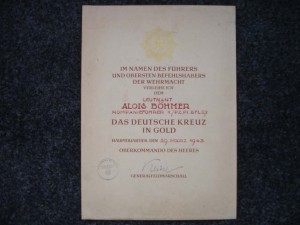 IM NAMEN DES FÜHRERS
UND OBERSTEN BEFEHLSHABERS
DER WEHRMACHT
VERLEIHE ICH
DEM
LEUTNANT
ALOIS BÖHMER
DAS DEUTSCHE KREUZ
IN GOLD
HAUPTQUARTIER, DEN
OBERKOMMANDO DES HEERES
GENERALFELDMARSCHALL